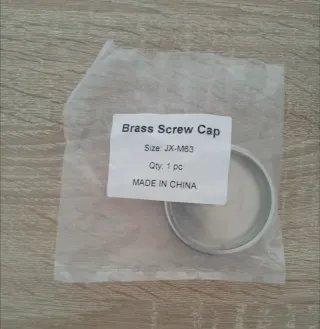 Brass Screw Cap
Size: JX-M63
Qty: 1 pc
MADE IN CHINA